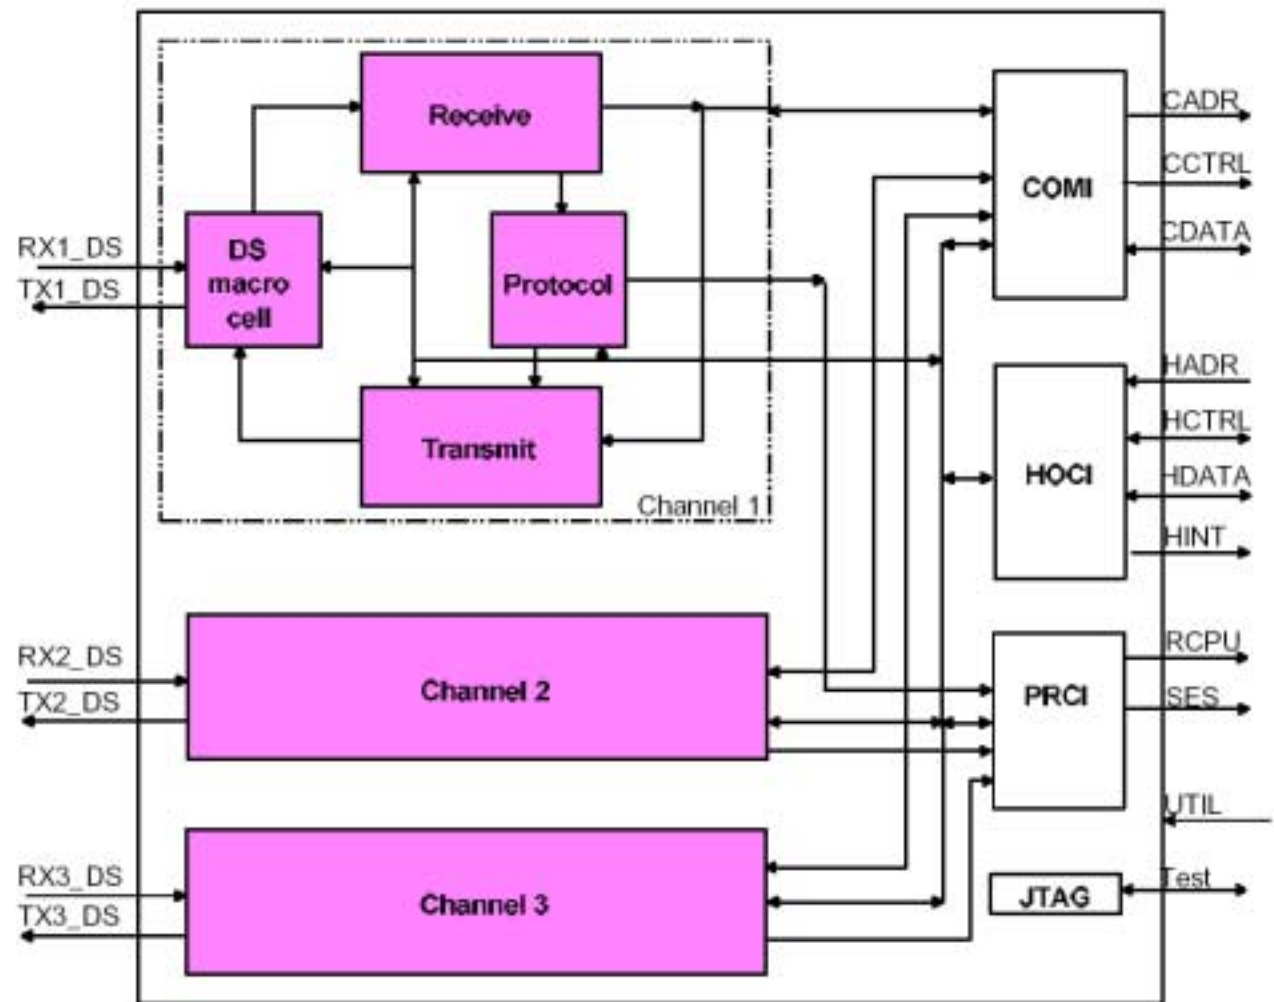 Receive
DS
macro
cell
Protocol
Transmit
Channel 1
RX1_DS
TX1_DS
Channel 2
RX2_DS
TX2_DS
Channel 3
RX3_DS
TX3_DS
COMI
CADR
CCTRL
CDATA
HOCI
HADR
HCTRL
HDATA
HINT
PRCI
RCPU
SES
UTIL
JTAG
Test